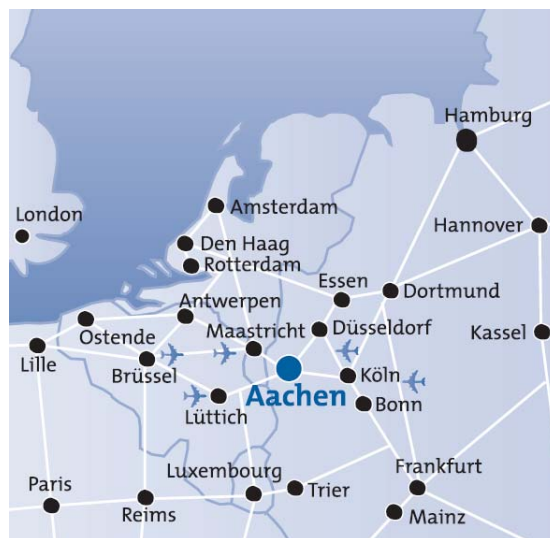 Hamburg
London
Amsterdam
Hannover
Den Haag
Rotterdam
Essen
Dortmund
Antwerpen
Ostende
Maastricht
Düsseldorf
Kassel
Lille
Brüssel
Köln
Aachen
Bonn
Lüttich
Luxembourg
Frankfurt
Paris
Trier
Reims
Mainz